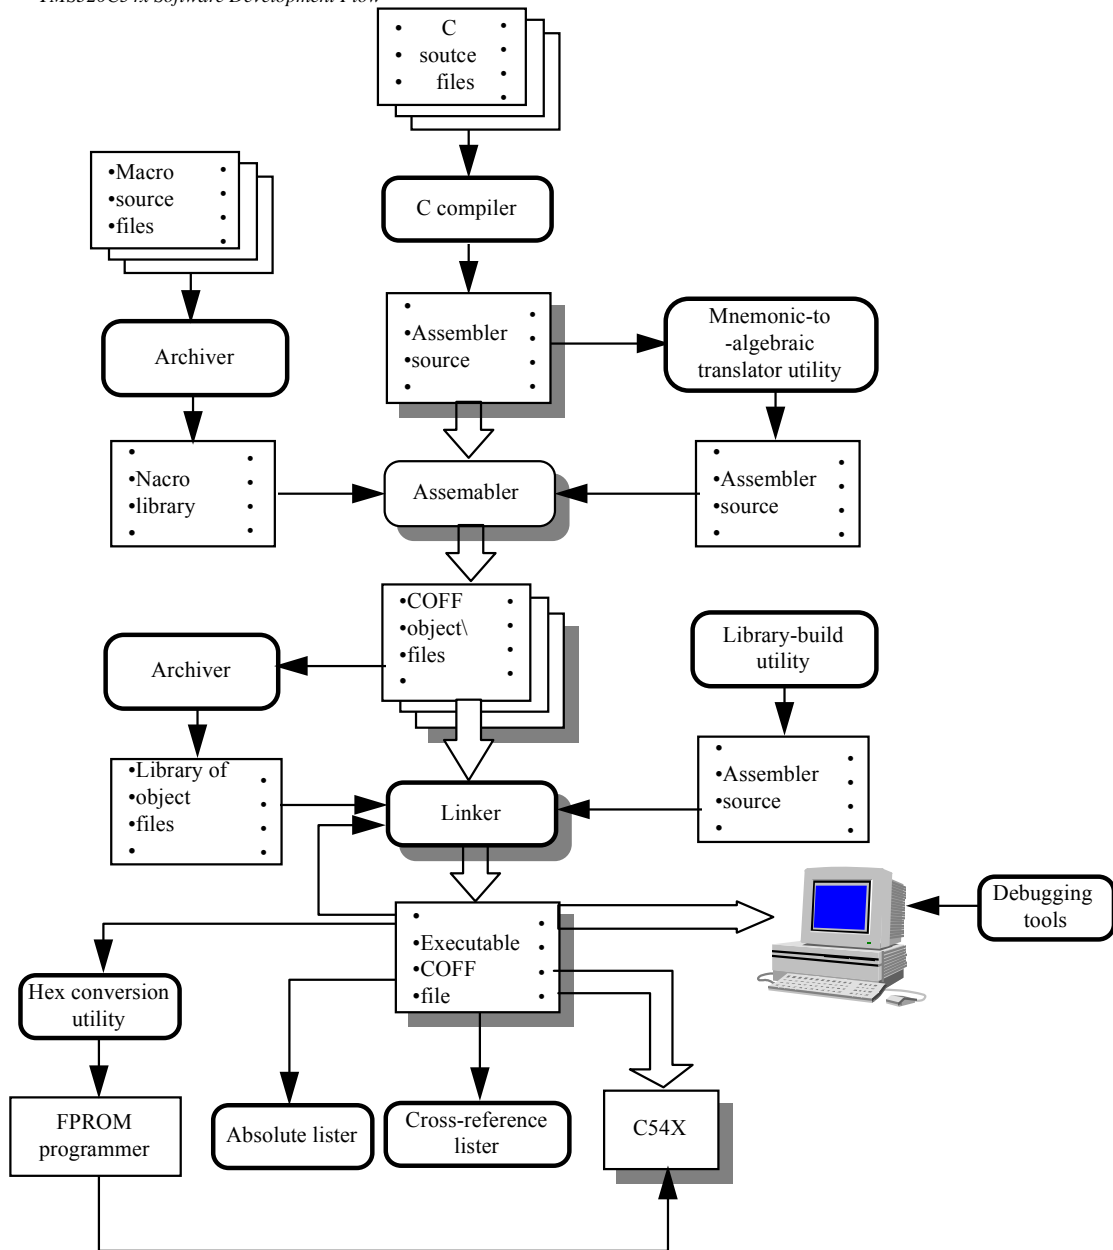 TMS320C54x Software Development Flow
• C
• soutce
• files
•Macro
•source
•files
C compiler
•Assembler
•source
Mnemonic-to
-algebraic
translator utility
Archiver
•Nacro
•library
Assemabler
•Assembler
•source
•COFF
•object\
•files
Library-build
utility
Archiver
•Library of
•object
•files
Linker
•Assembler
•source
Debugging
tools
•Executable
•COFF
•file
Hex conversion
utility
FPROM
programmer
Absolute lister
Cross-reference
lister
C54X